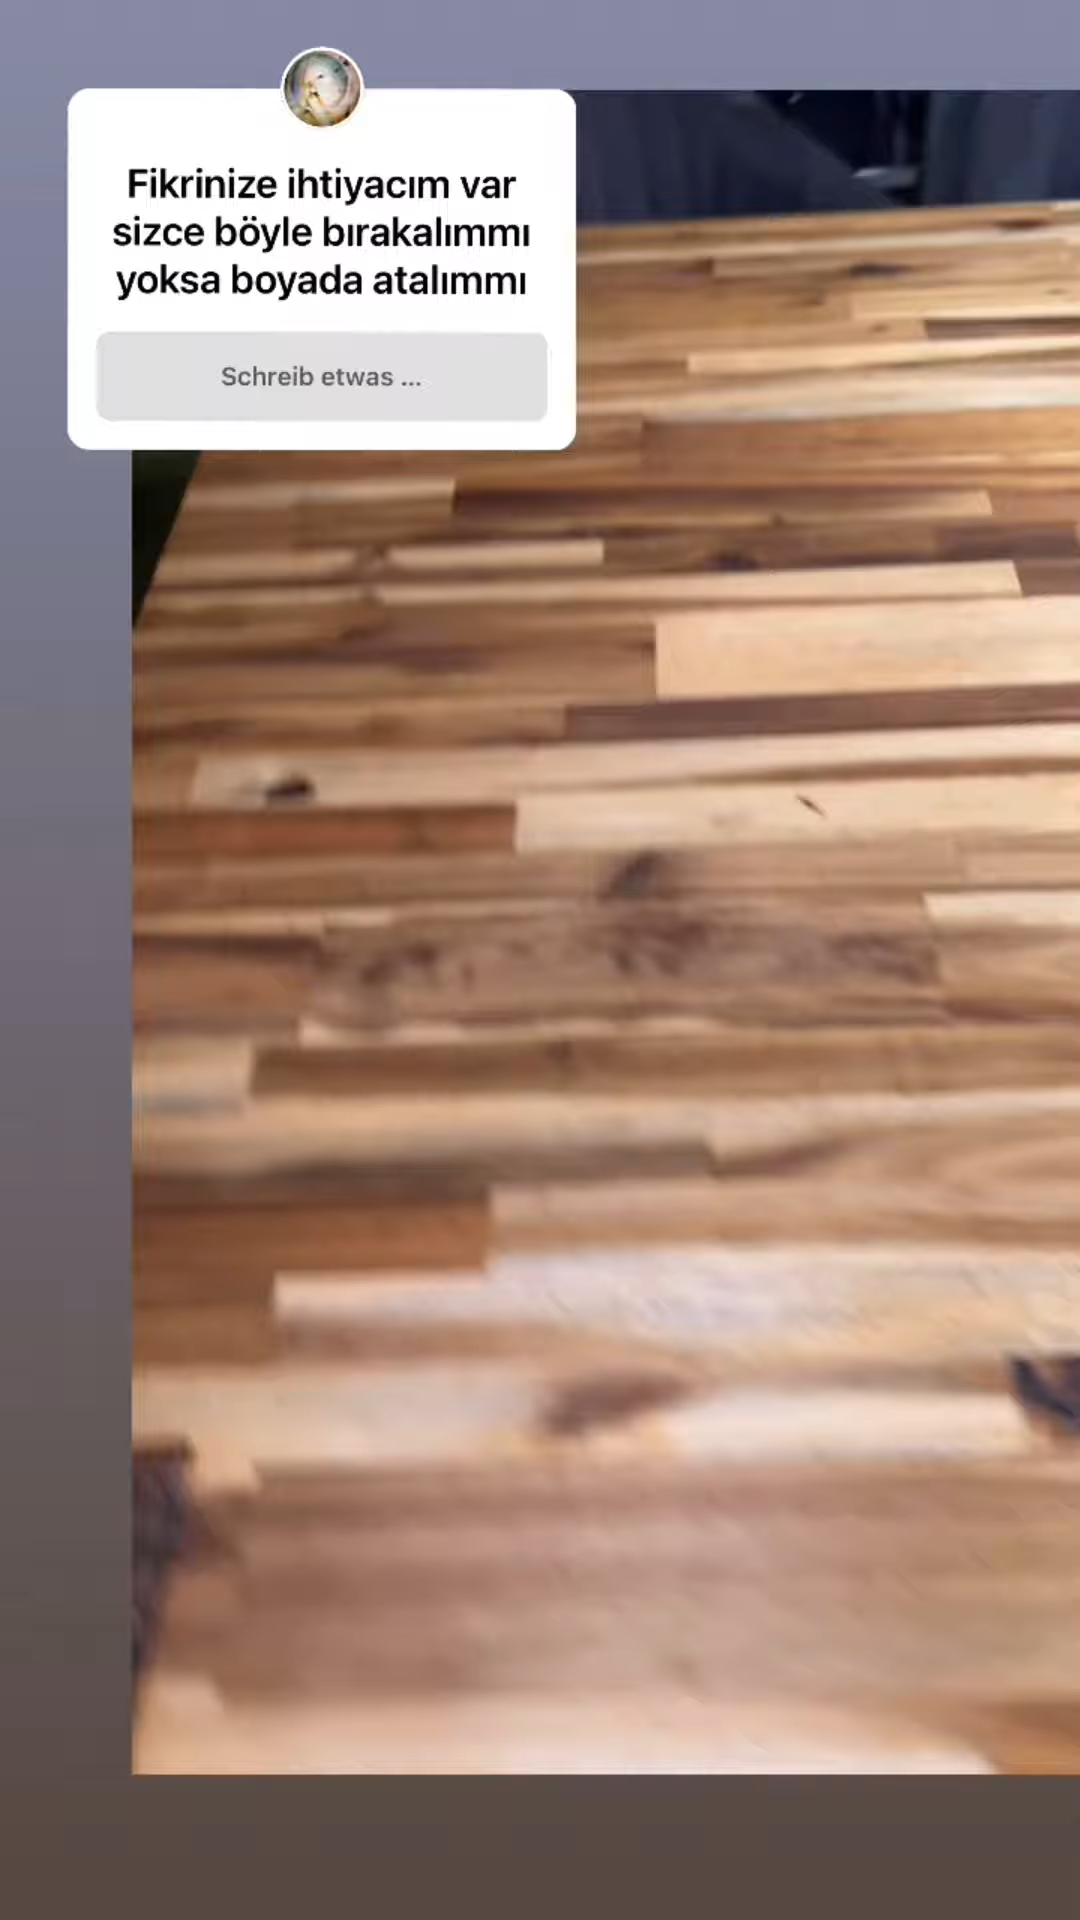 Fikrinize ihtiyacım var
sizce böyle bırakalımmı
yoksa boyada atalımmı
Schreib etwas ...